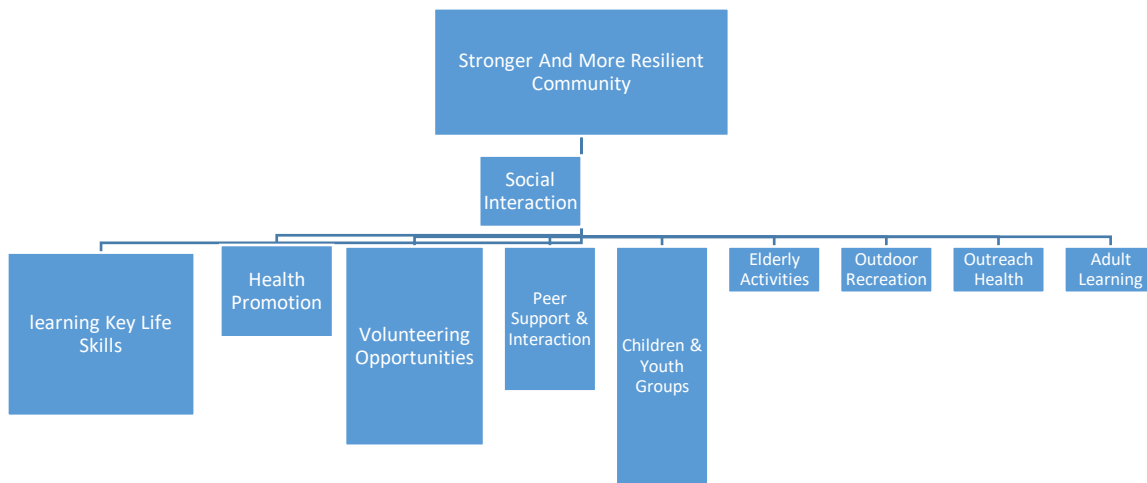 Stronger And More Resilient
Community
Social
Interaction
learning Key Life
Skills
Health
Promotion
Volunteering
Opportunities
Peer
Support &
Interaction
Children &
Youth
Groups
Elderly
Activities
Outdoor
Recreation
Outreach
Health
Adult
Learning